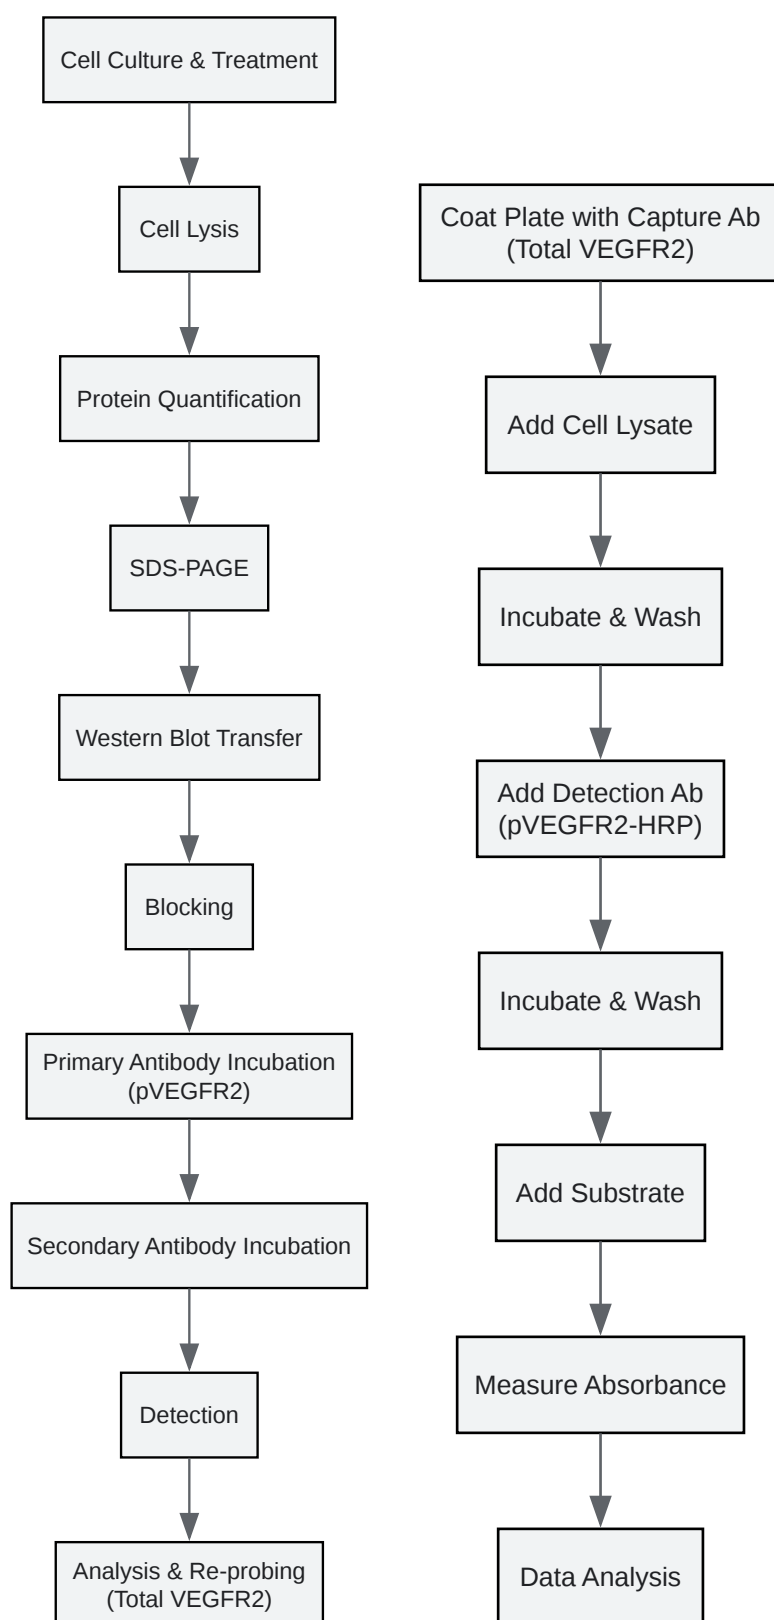 Cell Culture & Treatment
Cell Lysis
Protein Quantification
SDS-PAGE
Western Blot Transfer
Blocking
Primary Antibody Incubation
(pVEGFR2)
Secondary Antibody Incubation
Detection
Analysis & Re-probing
(Total VEGFR2)
Coat Plate with Capture Ab
(Total VEGFR2)
Add Cell Lysate
Incubate & Wash
Add Detection Ab
(pVEGFR2-HRP)
Incubate & Wash
Add Substrate
Measure Absorbance
Data Analysis